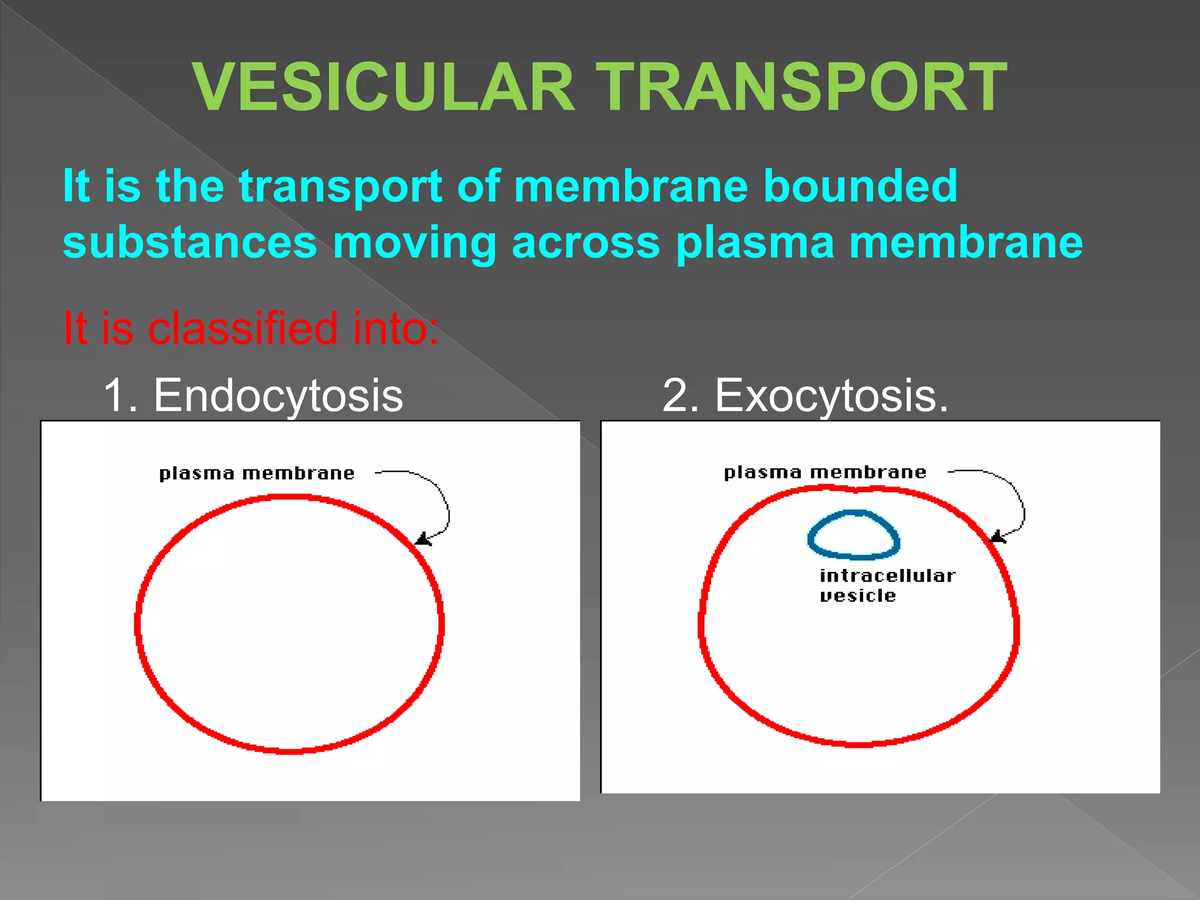 VESICULAR TRANSPORT
It is the transport of membrane bounded
substances moving across plasma membrane
It is classified into:
1. Endocytosis
2. Exocytosis.
plasma membrane
plasma membrane
intracellular
vesicle